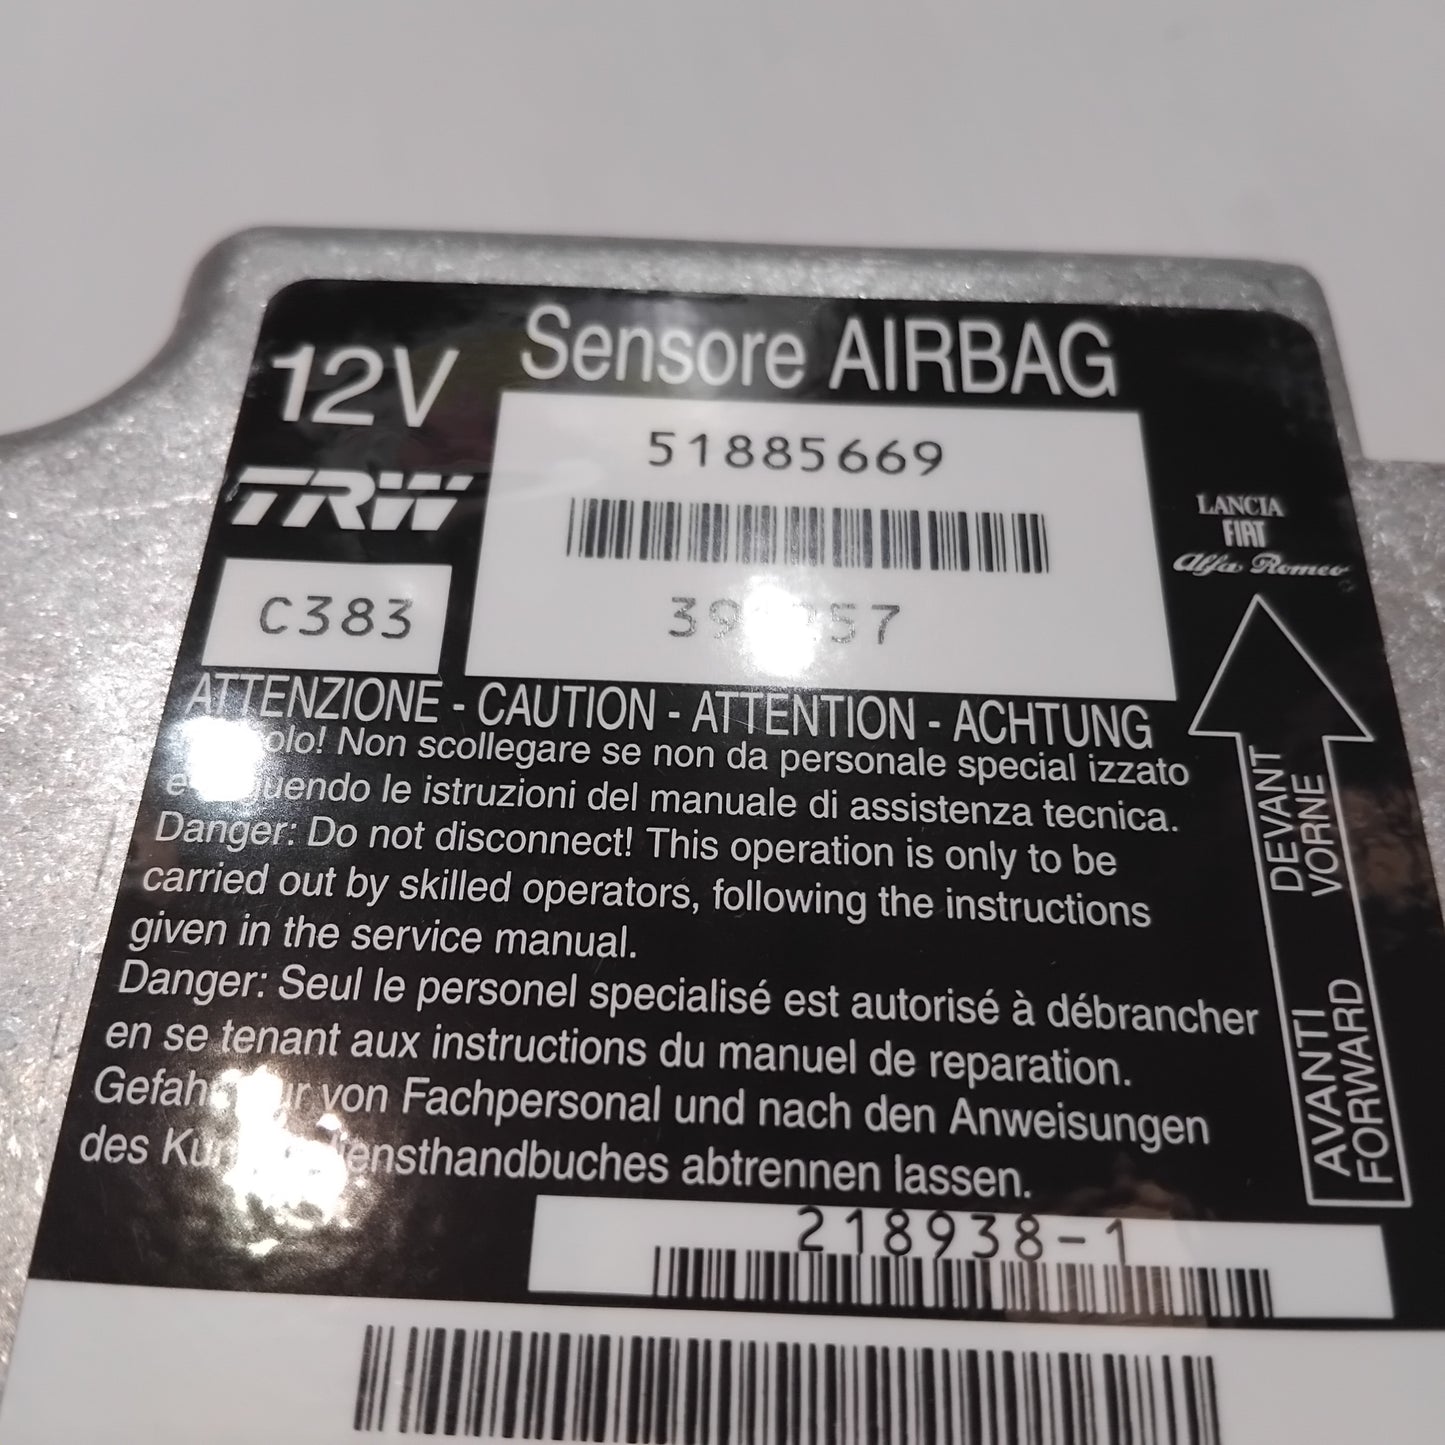 12V
Sensore AIRBAG
TRW
51885669
C383
LANCIA
FIAT
Alfa Romeo
ATTENZIONE - CAUTION - ATTENTION - ACHTUNG
Non scollegare se non da personale special izzato
le istruzioni del manuale di assistenza tecnica.
Danger: Do not disconnect! This operation is only to be
carried out by skilled operators, following the instructions
given in the service manual.
Danger: Seul le personel specialisé est autorisé à débrancher
en se tenant aux instructions du manuel de reparation.
von Fachpersonal und nach den Anweisungen
des abtrennen lassen.
DEVANT
VORNE
AVANTI
FORWARD
218938-1